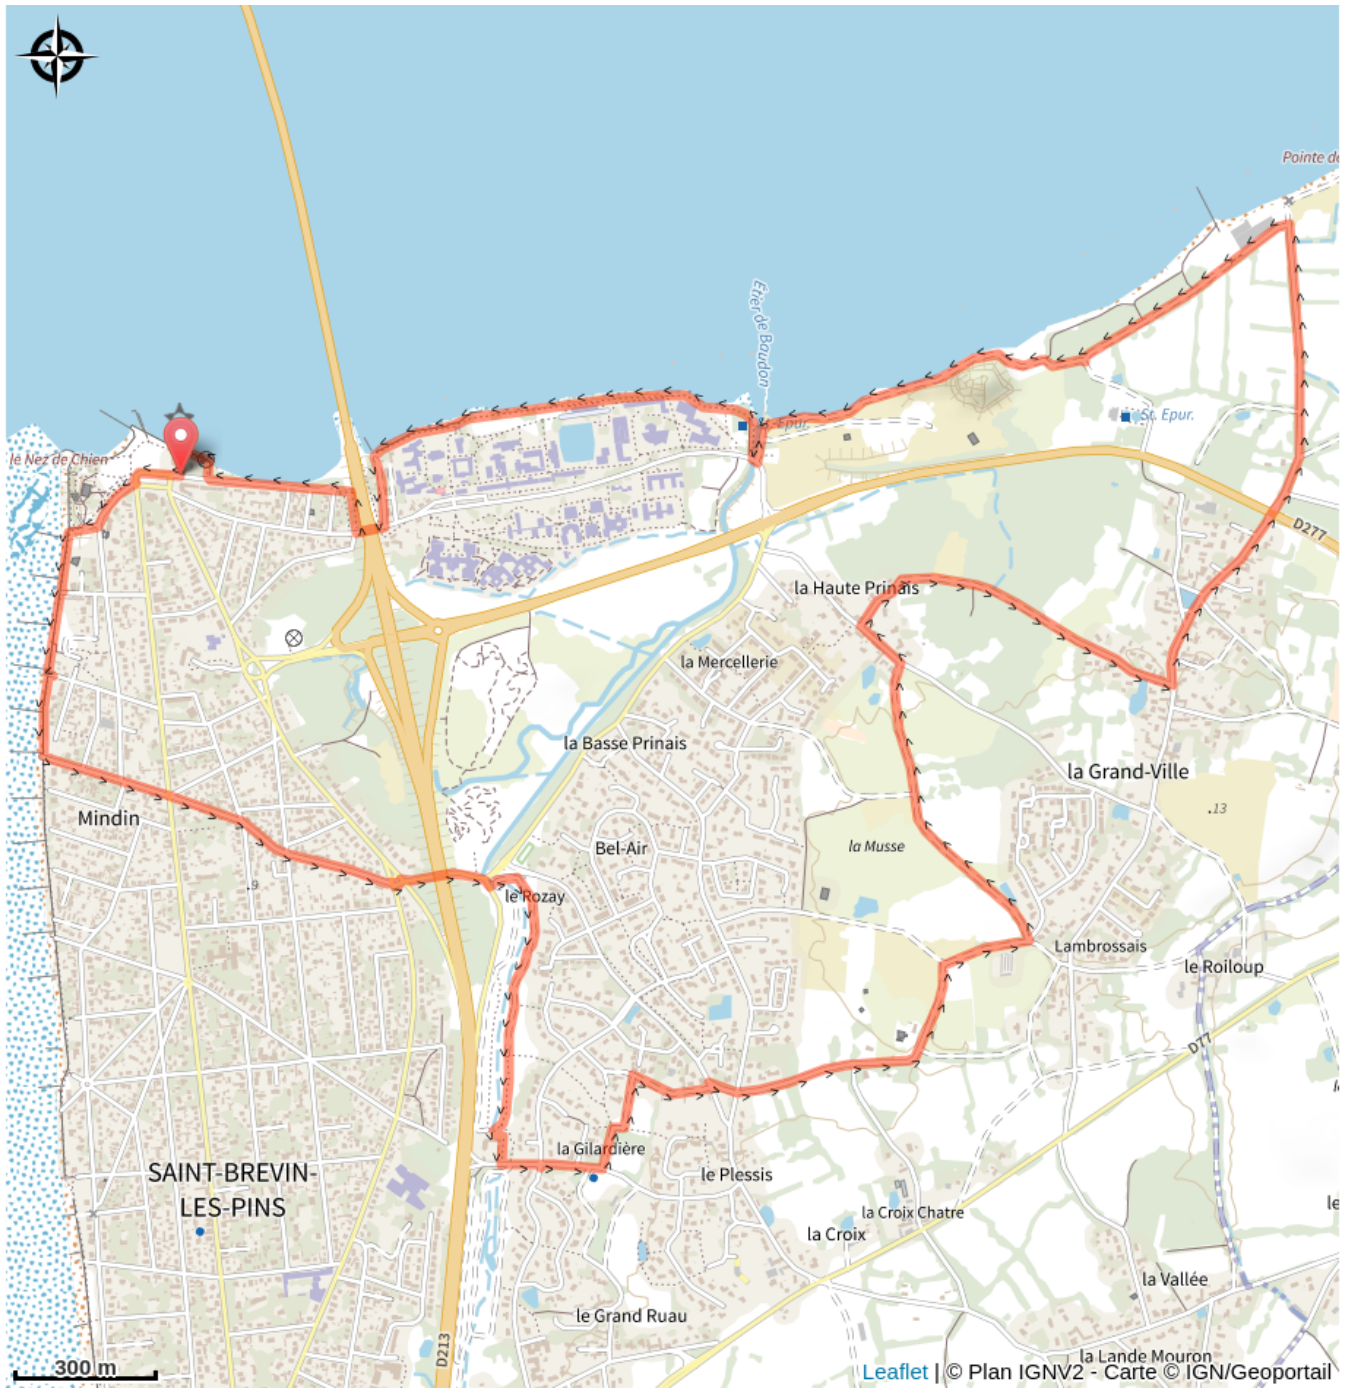 Pointe de
Étier de Baudon
St. Epur.
Epur.
le Nez de Chien
D277
la Haute Prinais
la Mercellerie
la Basse Prinais
la Grand-Ville
13
Mindin
Bel-Air
la Musse
9
le Rozay
Lambrossais
le Roiloup
D77
la Gilardière
SAINT-BREVIN-
LES-PINS
le Plessis
la Croix Chatre
la Croix
la Vallée
le Grand Ruau
D213
la Lande Mouron
300 m
Leaflet | © Plan IGNV2 - Carte © IGN/Geoportail